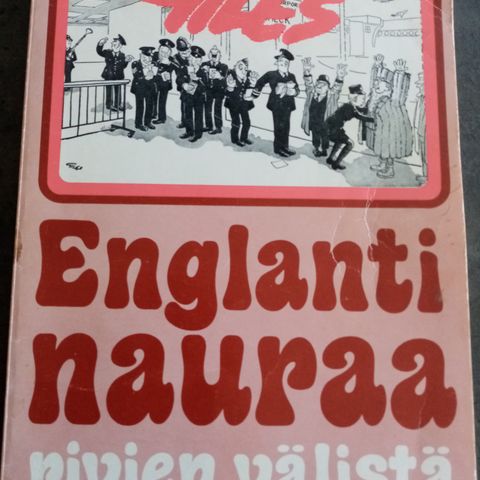 GILES
Englanti
nauraa
rivien välistä